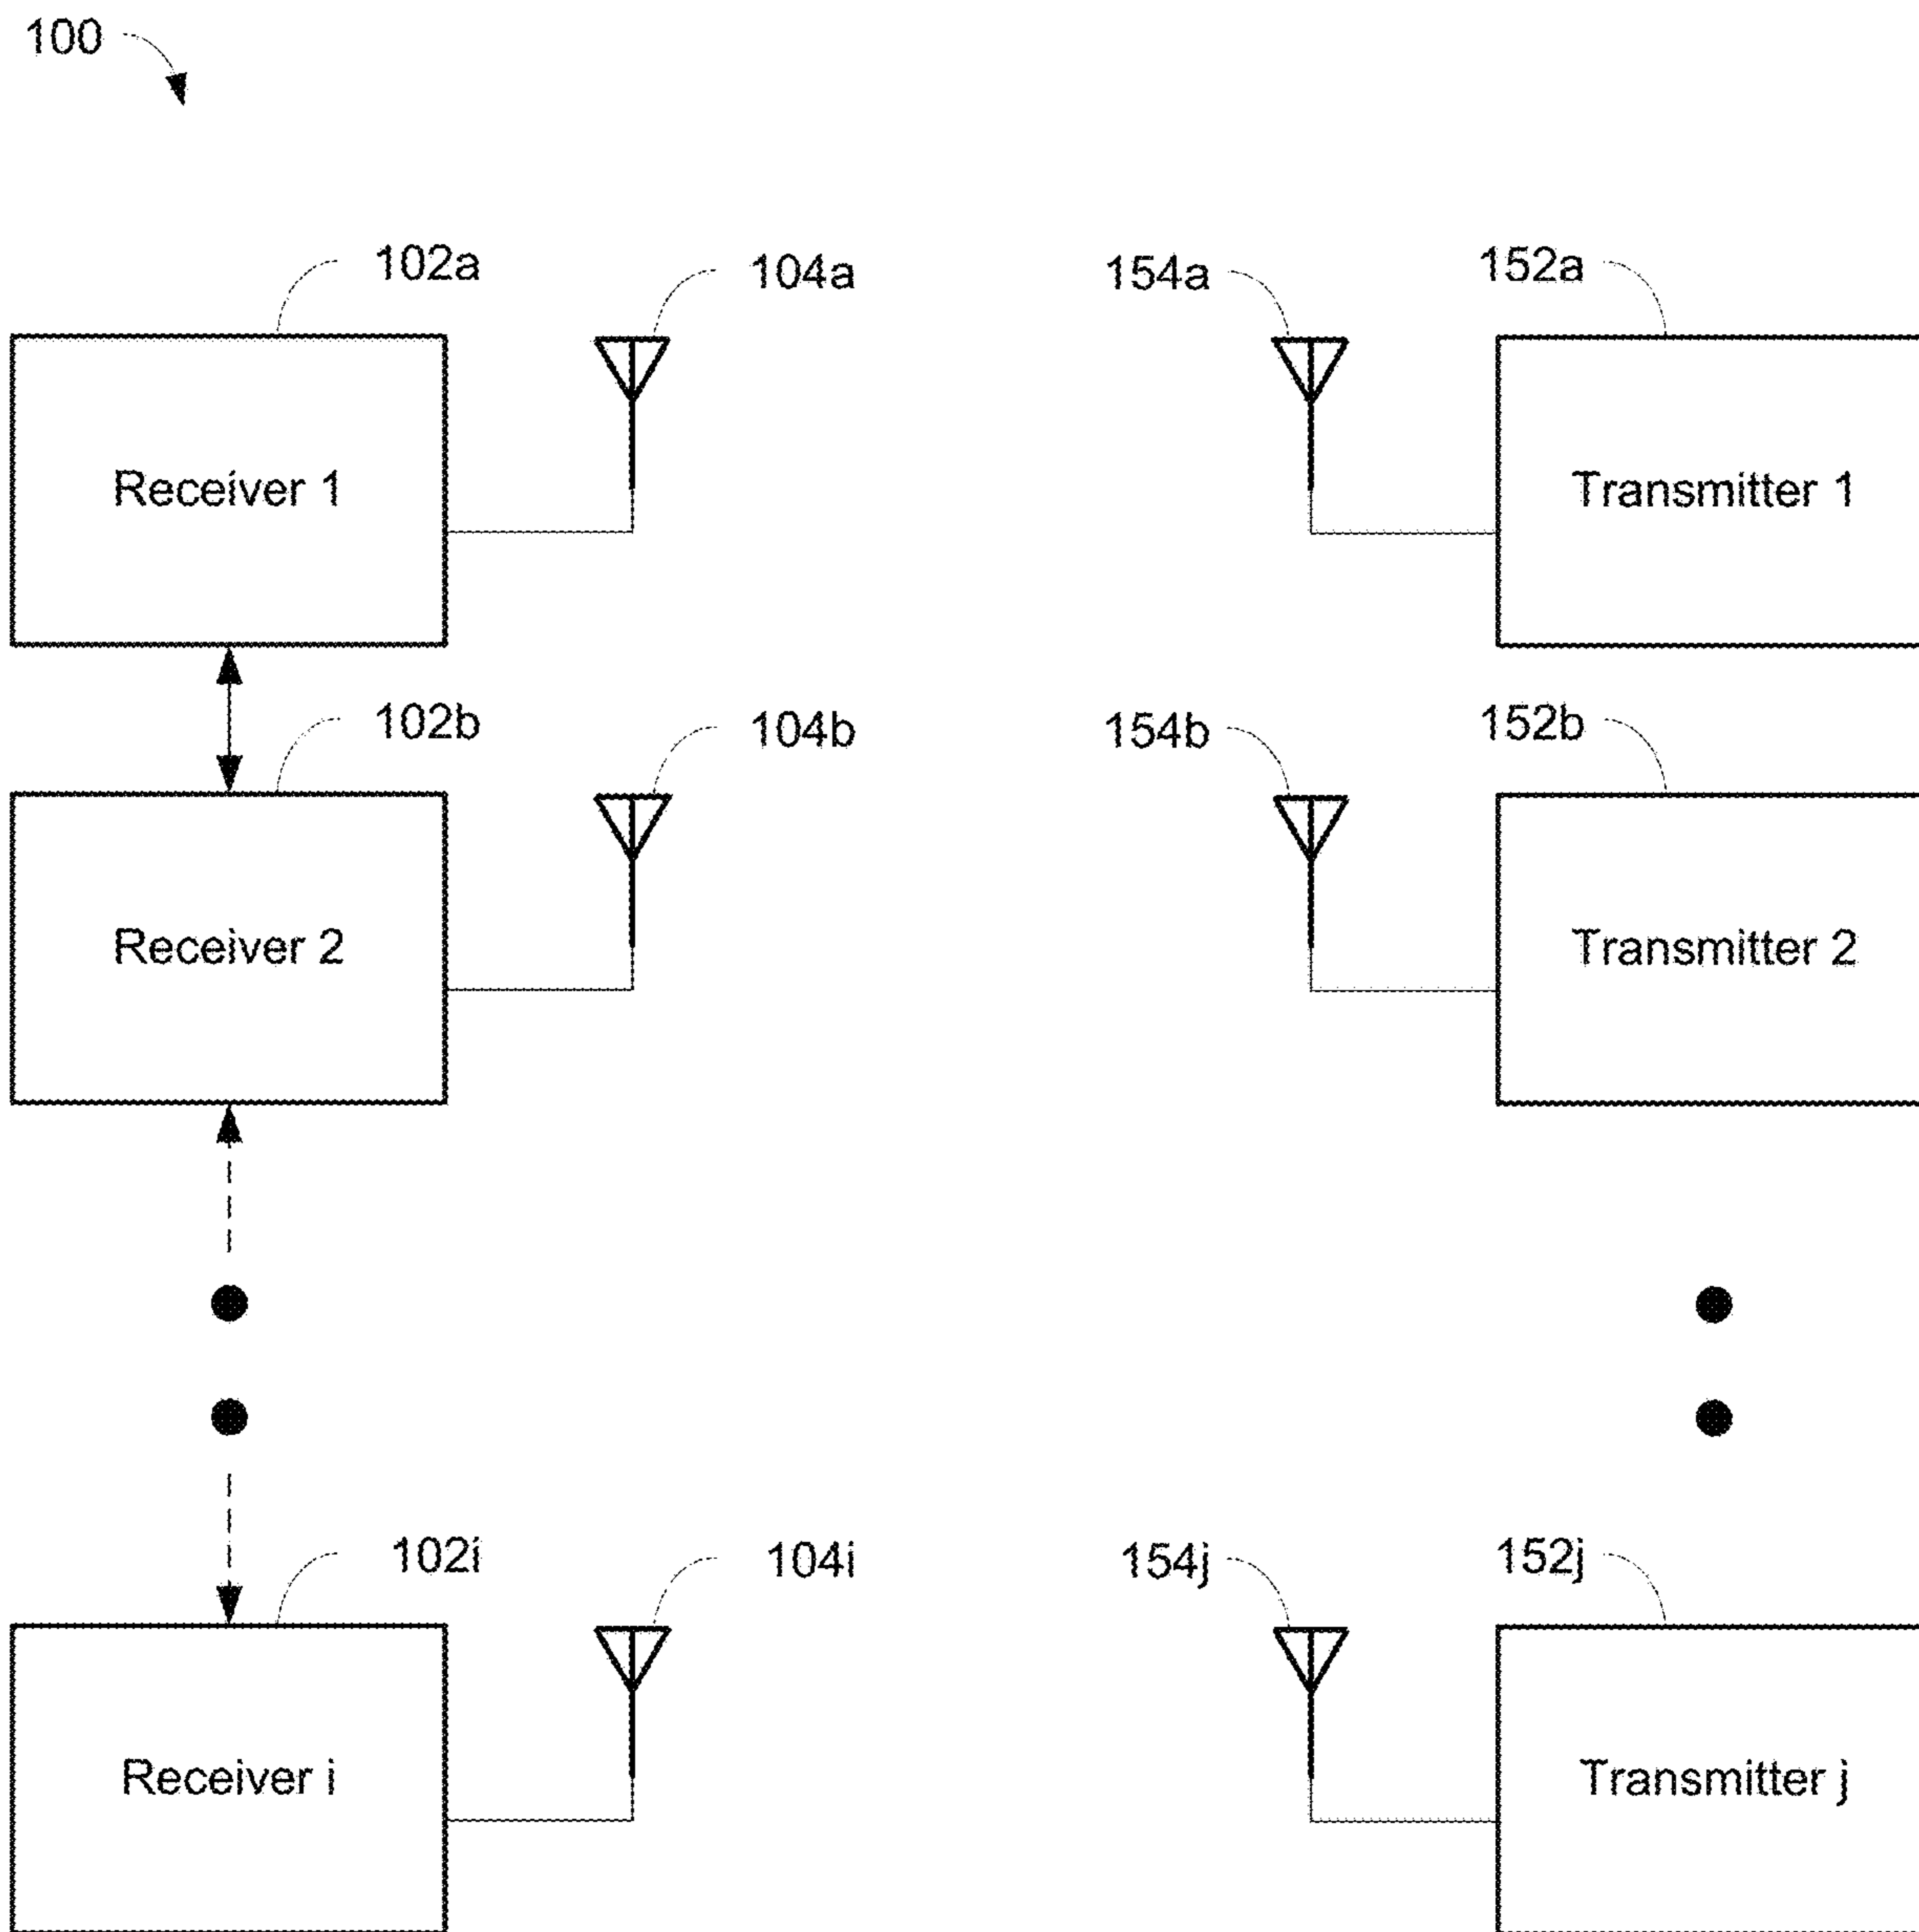 100
102a
104a
154a
152a
Receiver 1
Transmitter 1
102b
104b
154b
152b
Receiver 2
Transmitter 2
102i
104i
154j
152j
Receiver i
Transmitter j